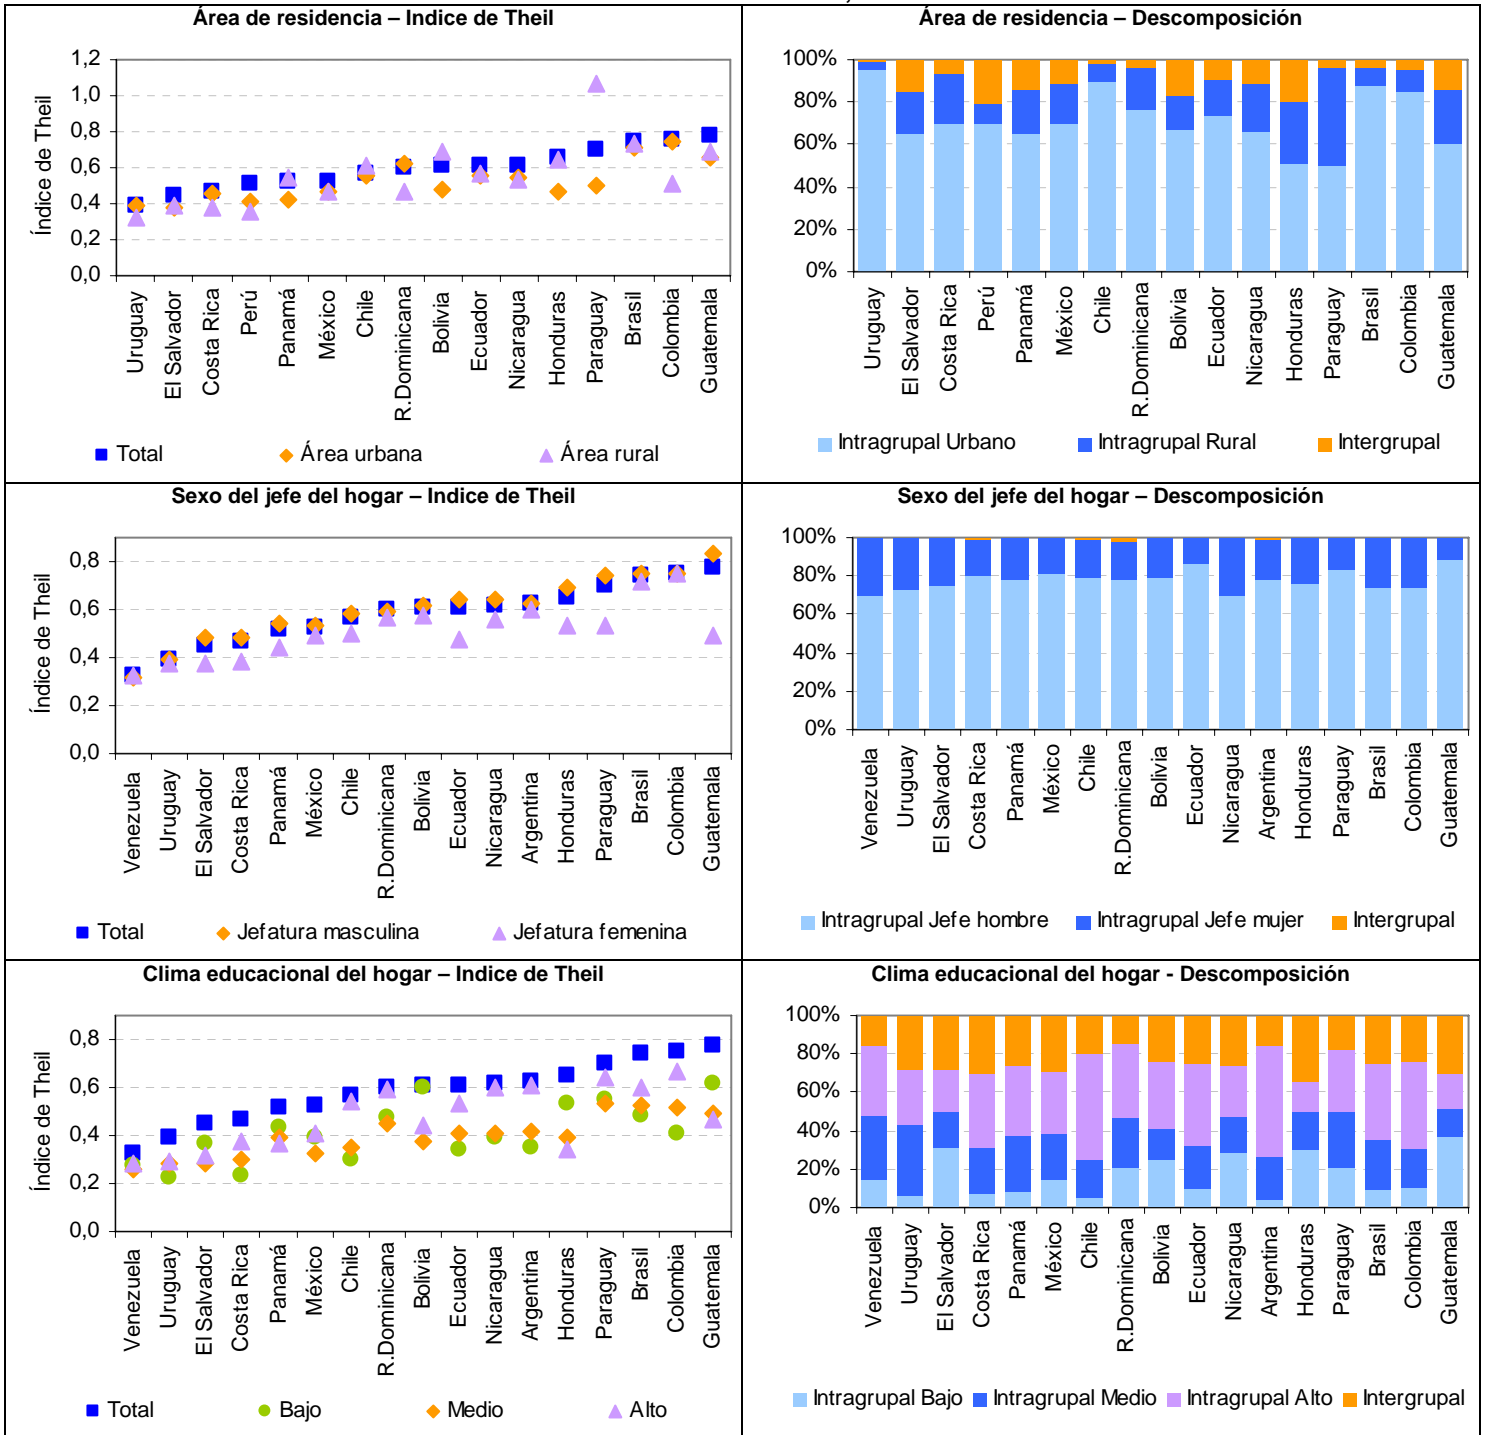 Área de residencia – Indice de Theil
1,2
1,0
0,8
0,6
0,4
0,2
0,0
Índice de Theil
Uruguay
El Salvador
Costa Rica
Perú
Panamá
México
Chile
R.Dominicana
Bolivia
Ecuador
Nicaragua
Honduras
Paraguay
Brasil
Colombia
Guatemala
Total
Área urbana
Área rural
Área de residencia – Descomposición
100%
80%
60%
40%
20%
0%
Uruguay
El Salvador
Costa Rica
Perú
Panamá
México
Chile
R.Dominicana
Bolivia
Ecuador
Nicaragua
Honduras
Paraguay
Brasil
Colombia
Guatemala
Intragrupal Urbano
Intragrupal Rural
Intergrupal
Sexo del jefe del hogar – Indice de Theil
0,8
0,6
0,4
0,2
0,0
Índice de Theil
Venezuela
Uruguay
El Salvador
Costa Rica
Panamá
México
Chile
R.Dominicana
Bolivia
Ecuador
Nicaragua
Argentina
Honduras
Paraguay
Brasil
Colombia
Guatemala
Total
Jefatura masculina
Jefatura femenina
Sexo del jefe del hogar – Descomposición
100%
80%
60%
40%
20%
0%
Venezuela
Uruguay
El Salvador
Costa Rica
Panamá
México
Chile
R.Dominicana
Bolivia
Ecuador
Nicaragua
Argentina
Honduras
Paraguay
Brasil
Colombia
Guatemala
Intragrupal Jefe hombre
Intragrupal Jefe mujer
Intergrupal
Clima educacional del hogar – Indice de Theil
0,8
0,6
0,4
0,2
0,0
Índice de Theil
Venezuela
Uruguay
El Salvador
Costa Rica
Panamá
México
Chile
R.Dominicana
Bolivia
Ecuador
Nicaragua
Argentina
Honduras
Paraguay
Brasil
Colombia
Guatemala
Total
Bajo
Medio
Alto
Clima educacional del hogar - Descomposición
100%
80%
60%
40%
20%
0%
Venezuela
Uruguay
El Salvador
Costa Rica
Panamá
México
Chile
R.Dominicana
Bolivia
Ecuador
Nicaragua
Argentina
Honduras
Paraguay
Brasil
Colombia
Guatemala
Intragrupal Bajo
Intragrupal Medio
Intragrupal Alto
Intergrupal